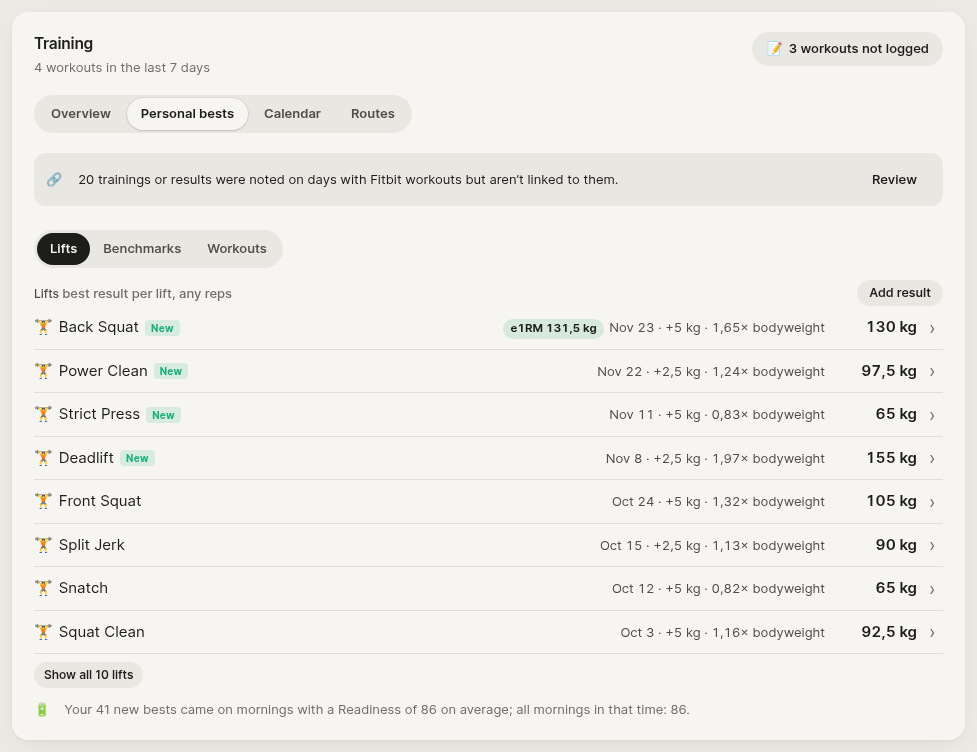 Training
4 workouts in the last 7 days
📝 3 workouts not logged
Overview
Personal bests
Calendar
Routes
🔗 20 trainings or results were noted on days with Fitbit workouts but aren’t linked to them.
Review
Lifts
Benchmarks
Workouts
Lifts best result per lift, any reps
Add result
🏋️ Back Squat New e1RM 131,5 kg Nov 23 · +5 kg · 1,65× bodyweight 130 kg ›
🏋️ Power Clean New Nov 22 · +2,5 kg · 1,24× bodyweight 97,5 kg ›
🏋️ Strict Press New Nov 11 · +5 kg · 0,83× bodyweight 65 kg ›
🏋️ Deadlift New Nov 8 · +2,5 kg · 1,97× bodyweight 155 kg ›
🏋️ Front Squat Oct 24 · +5 kg · 1,32× bodyweight 105 kg ›
🏋️ Split Jerk Oct 15 · +2,5 kg · 1,13× bodyweight 90 kg ›
🏋️ Snatch Oct 12 · +5 kg · 0,82× bodyweight 65 kg ›
🏋️ Squat Clean Oct 3 · +5 kg · 1,16× bodyweight 92,5 kg ›
Show all 10 lifts
🔋 Your 41 new bests came on mornings with a Readiness of 86 on average; all mornings in that time: 86.